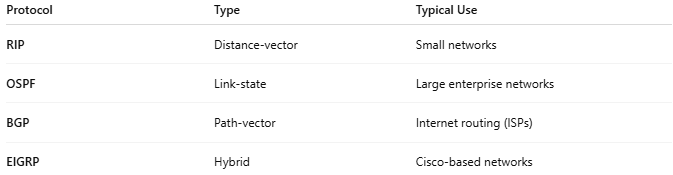 Protocol Type Typical Use
RIP Distance-vector Small networks
OSPF Link-state Large enterprise networks
BGP Path-vector Internet routing (ISPs)
EIGRP Hybrid Cisco-based networks